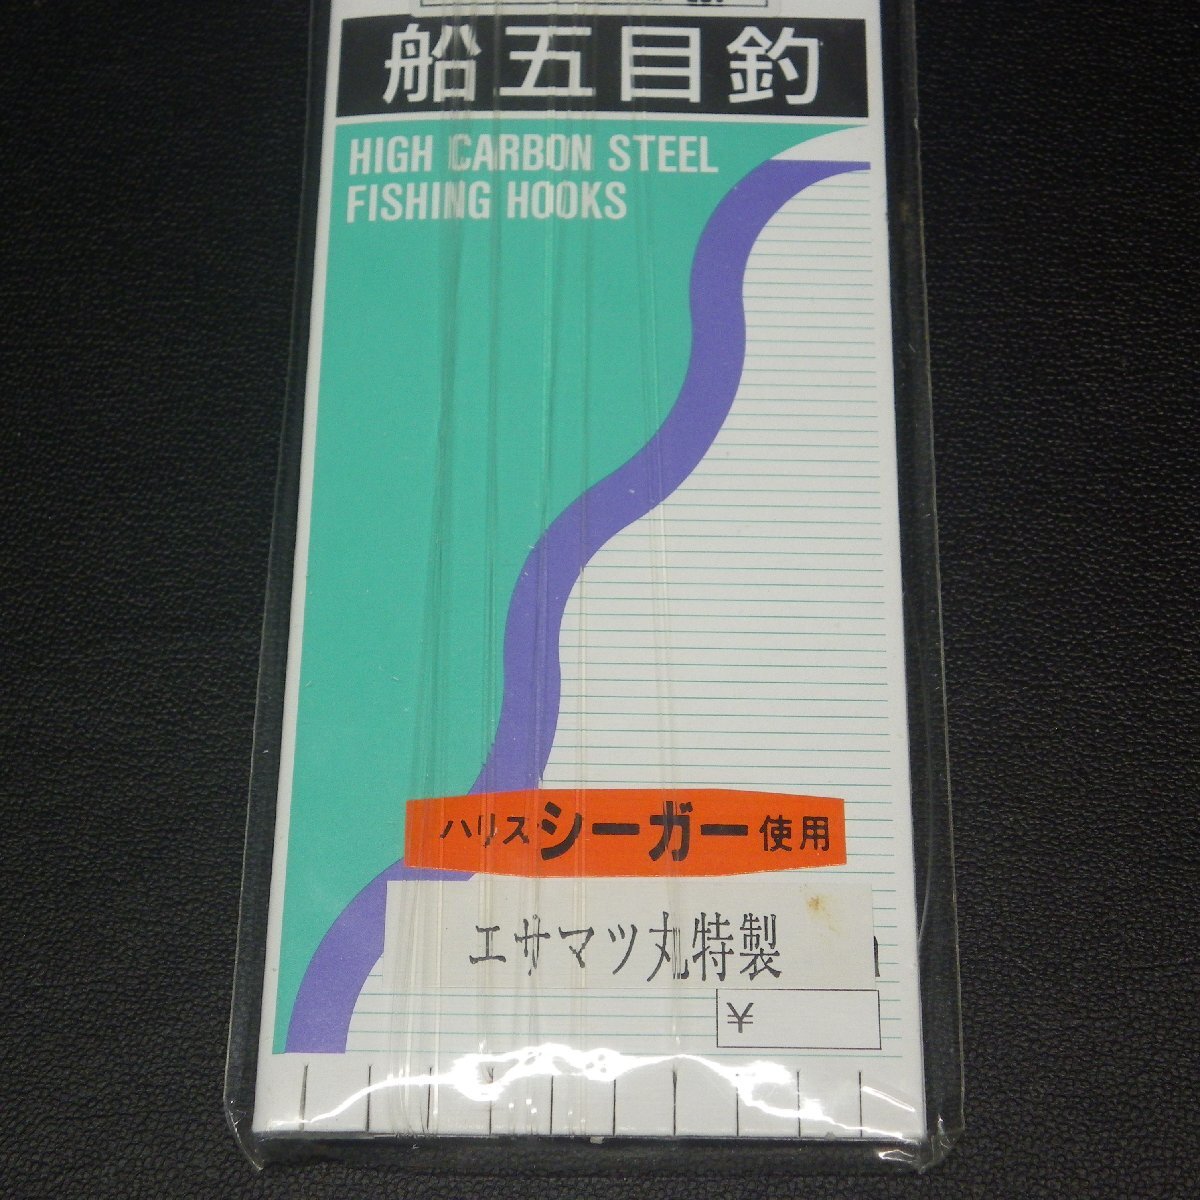 船五目釣
HIGH CARBON STEEL
FISHING HOOKS
ハリスシーガー使用
エサマツ丸特製
¥